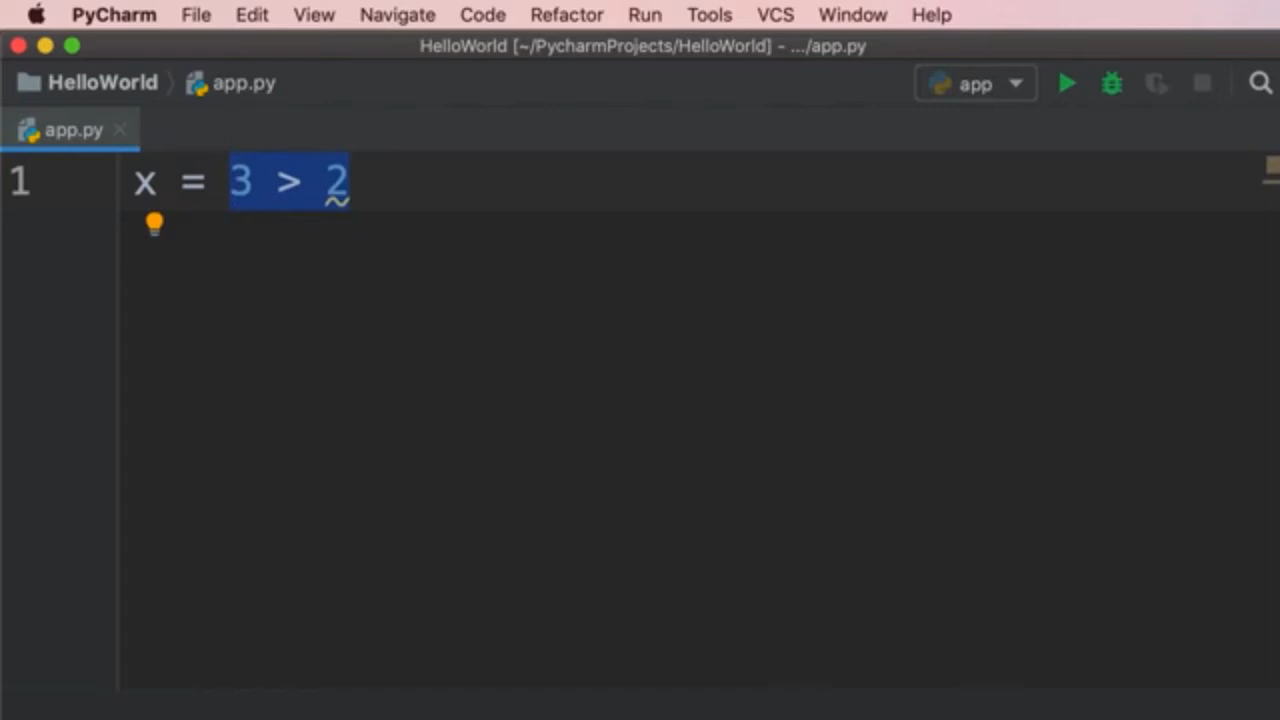 PyCharm File Edit View Navigate Code Refactor Run Tools VCS Window Help
HelloWorld [~/PycharmProjects/HelloWorld] - .../app.py
HelloWorld app.py app
app.py
1 x = 3 > 2